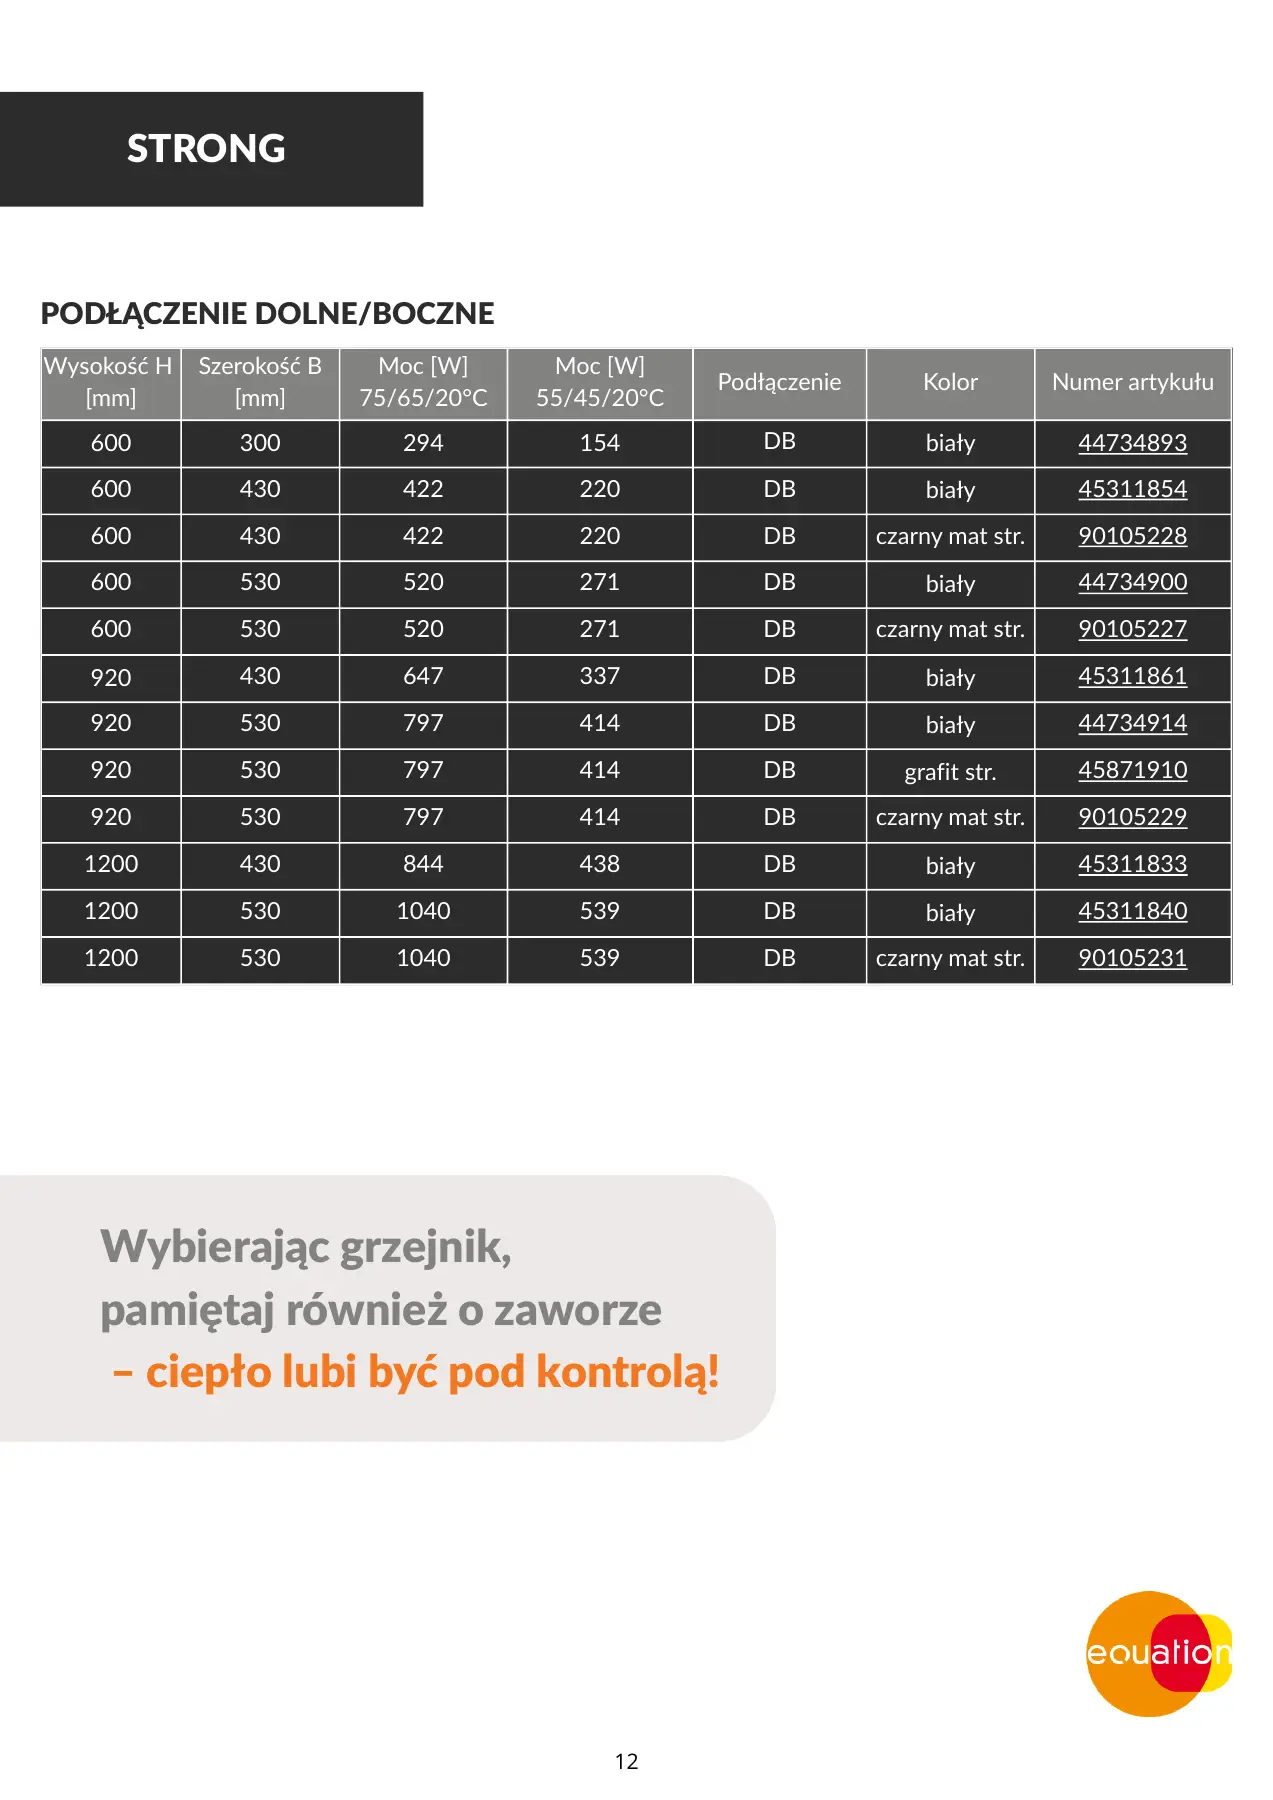 STRONG
PODŁĄCZENIE DOLNE/BOCZNE
Wysokość H [mm] Szerokość B [mm] Moc [W] 75/65/20°C Moc [W] 55/45/20°C Podłączenie Kolor Numer artykułu
600 300 294 154 DB biały 44734893
600 430 422 220 DB biały 45311854
600 430 422 220 DB czarny mat str. 90105228
600 530 520 271 DB biały 44734900
600 530 520 271 DB czarny mat str. 90105227
920 430 647 337 DB biały 45311861
920 530 797 414 DB biały 44734914
920 530 797 414 DB grafit str. 45871910
920 530 797 414 DB czarny mat str. 90105229
1200 430 844 438 DB biały 45311833
1200 530 1040 539 DB biały 45311840
1200 530 1040 539 DB czarny mat str. 90105231
Wybierając grzejnik,
pamiętaj również o zaworze
– ciepło lubi być pod kontrolą!
equation
12